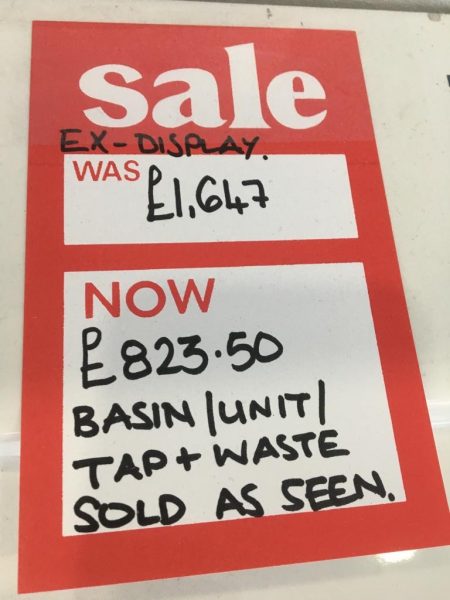 sale
EX-DISPLAY.
WAS £1,647
NOW
£823.50
BASIN/UNIT/
TAP+ WASTE
SOLD AS SEEN.